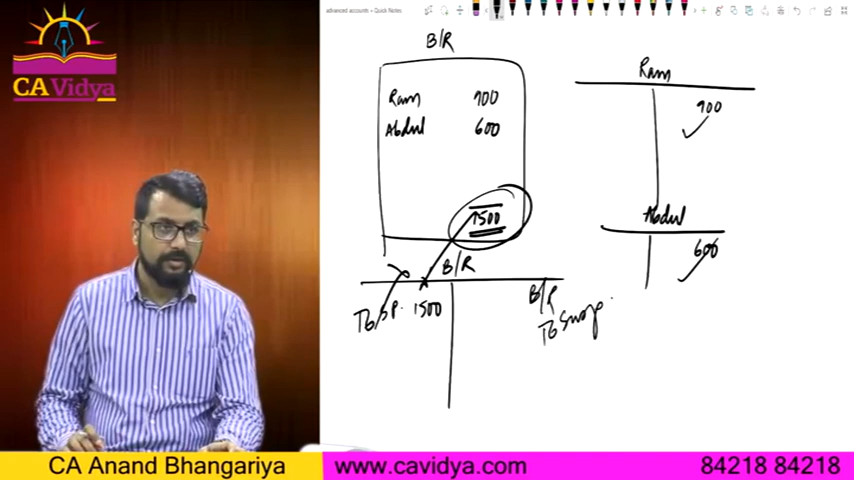 advanced accounts - Quick Notes
CA Vidya
B/R
Ram 900
Abdul 600
1500
Ram
900
Abdul
600
B/R
To SP. 1500
B/R
To
CA Anand Bhangariya
www.cavidya.com
84218 84218